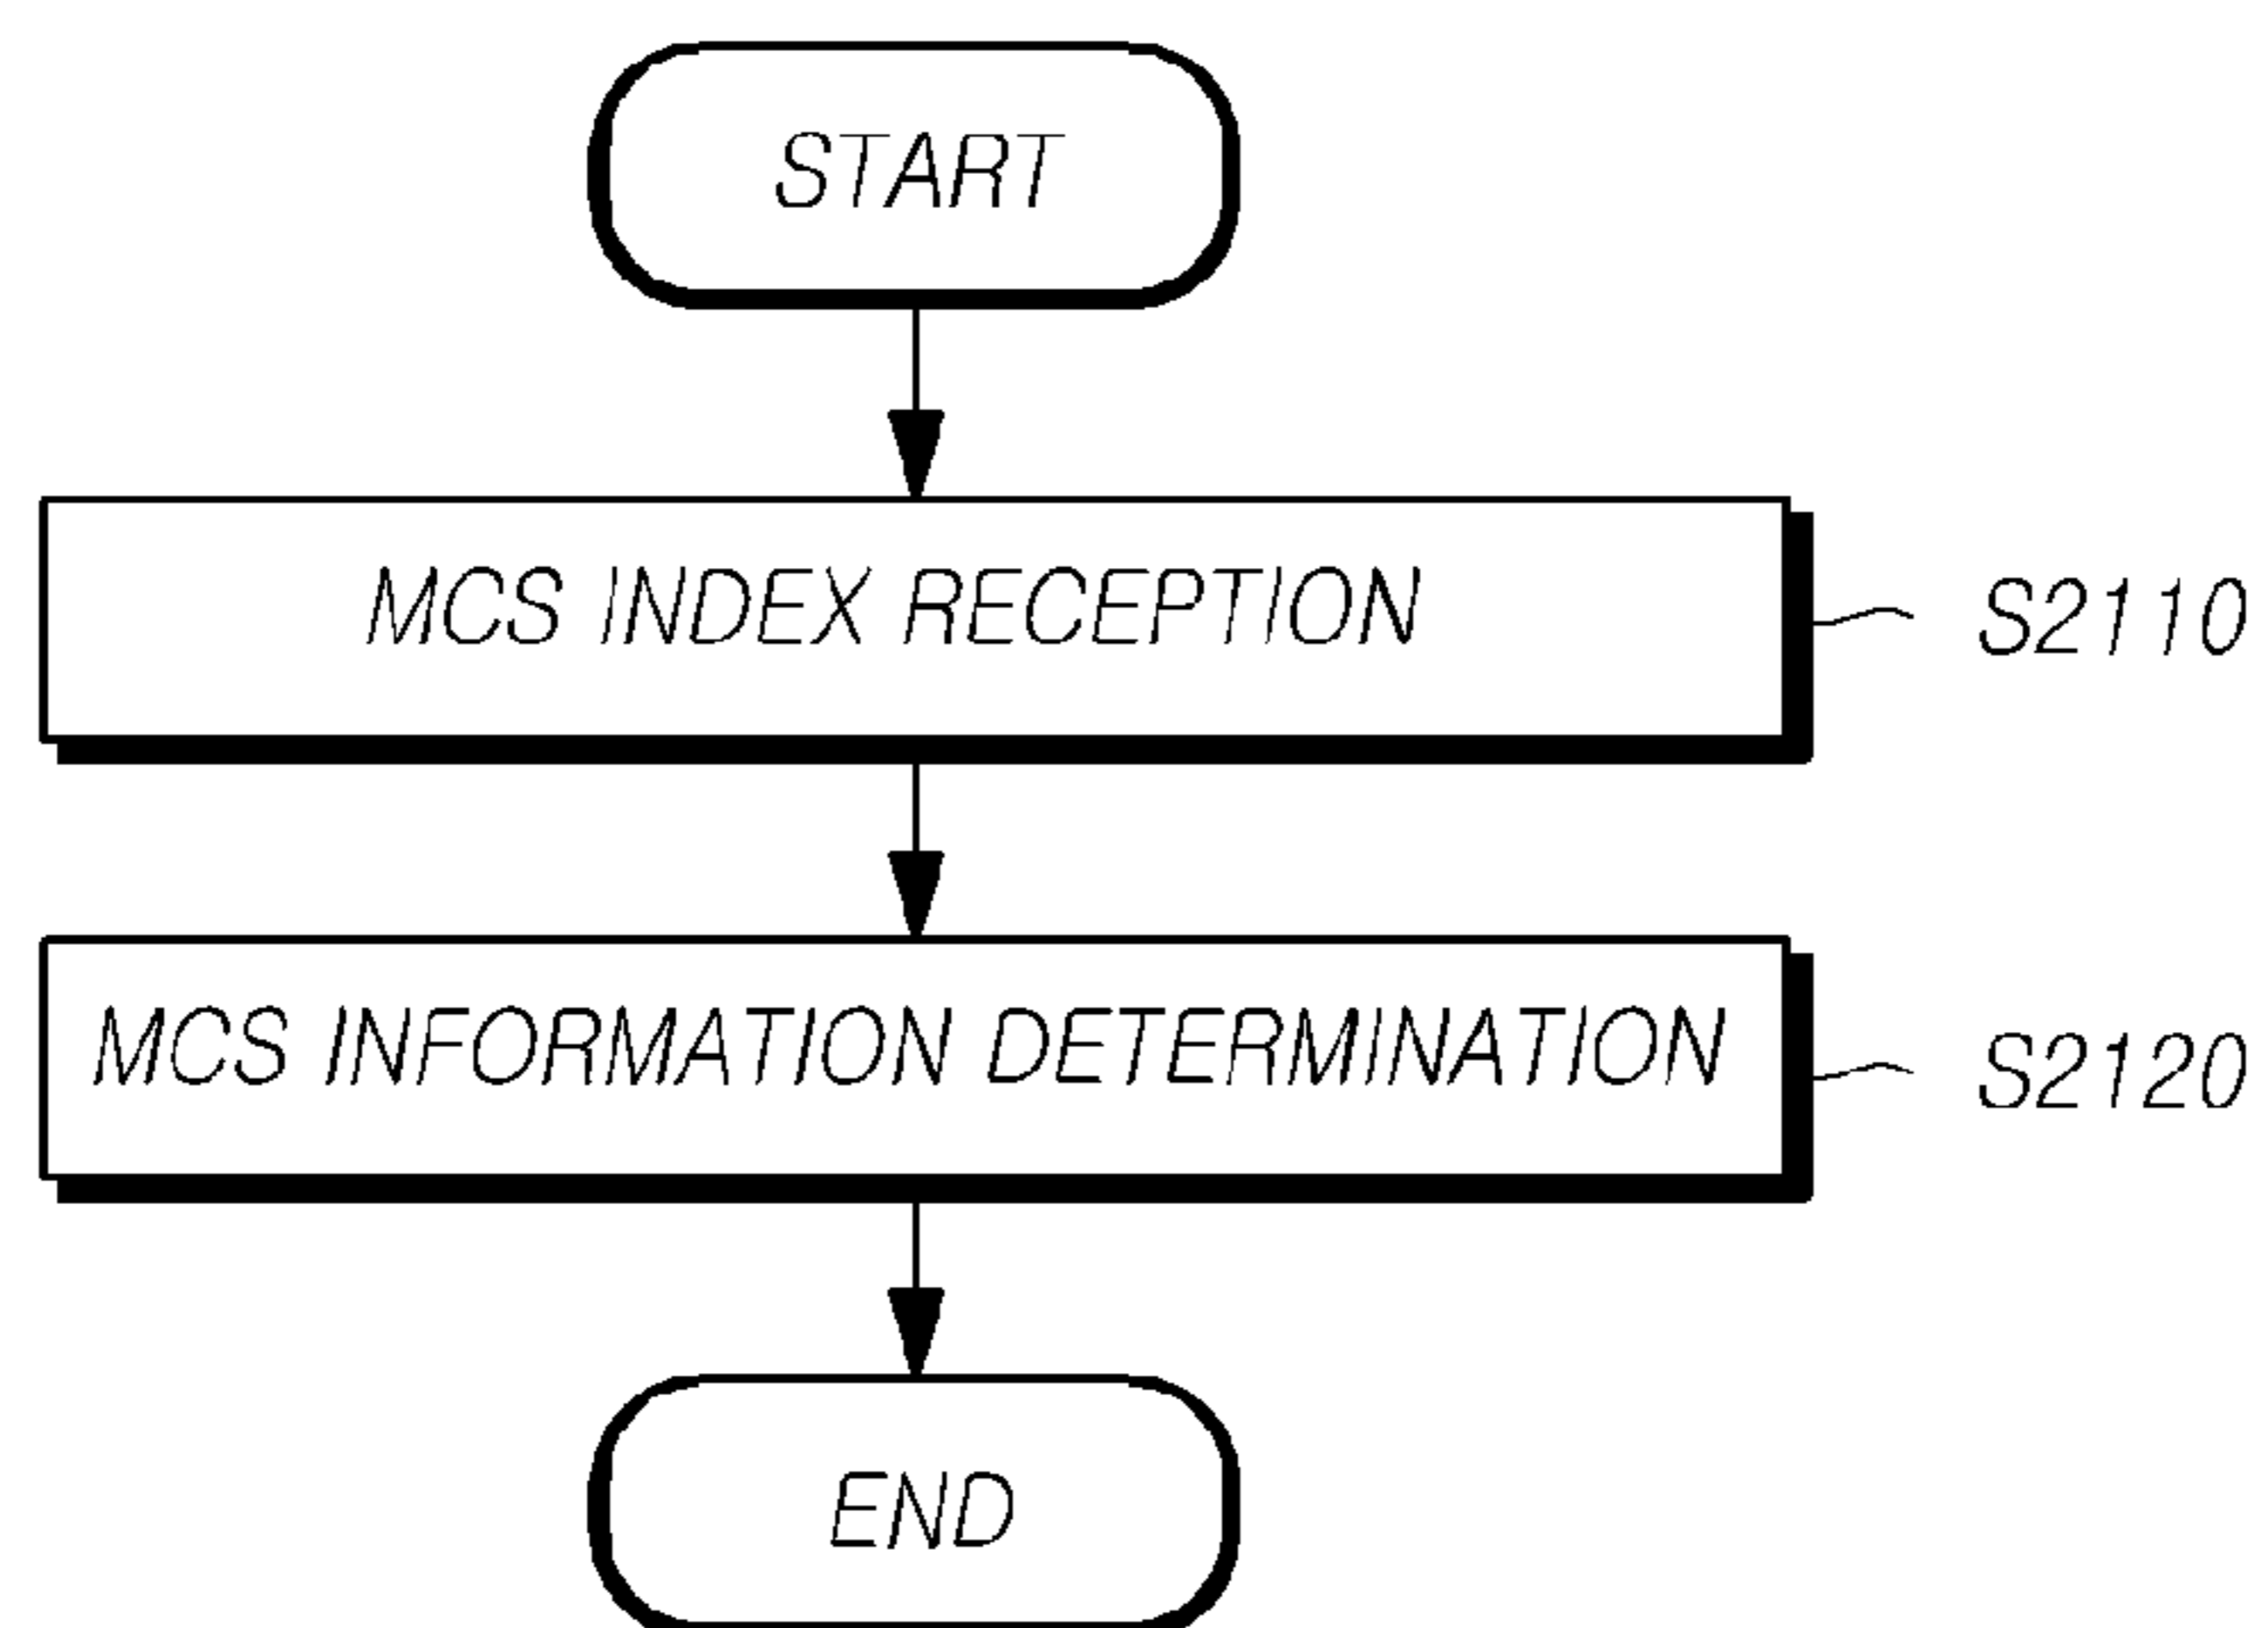 START
MCS INDEX RECEPTION
S2110
MCS INFORMATION DETERMINATION
S2120
END